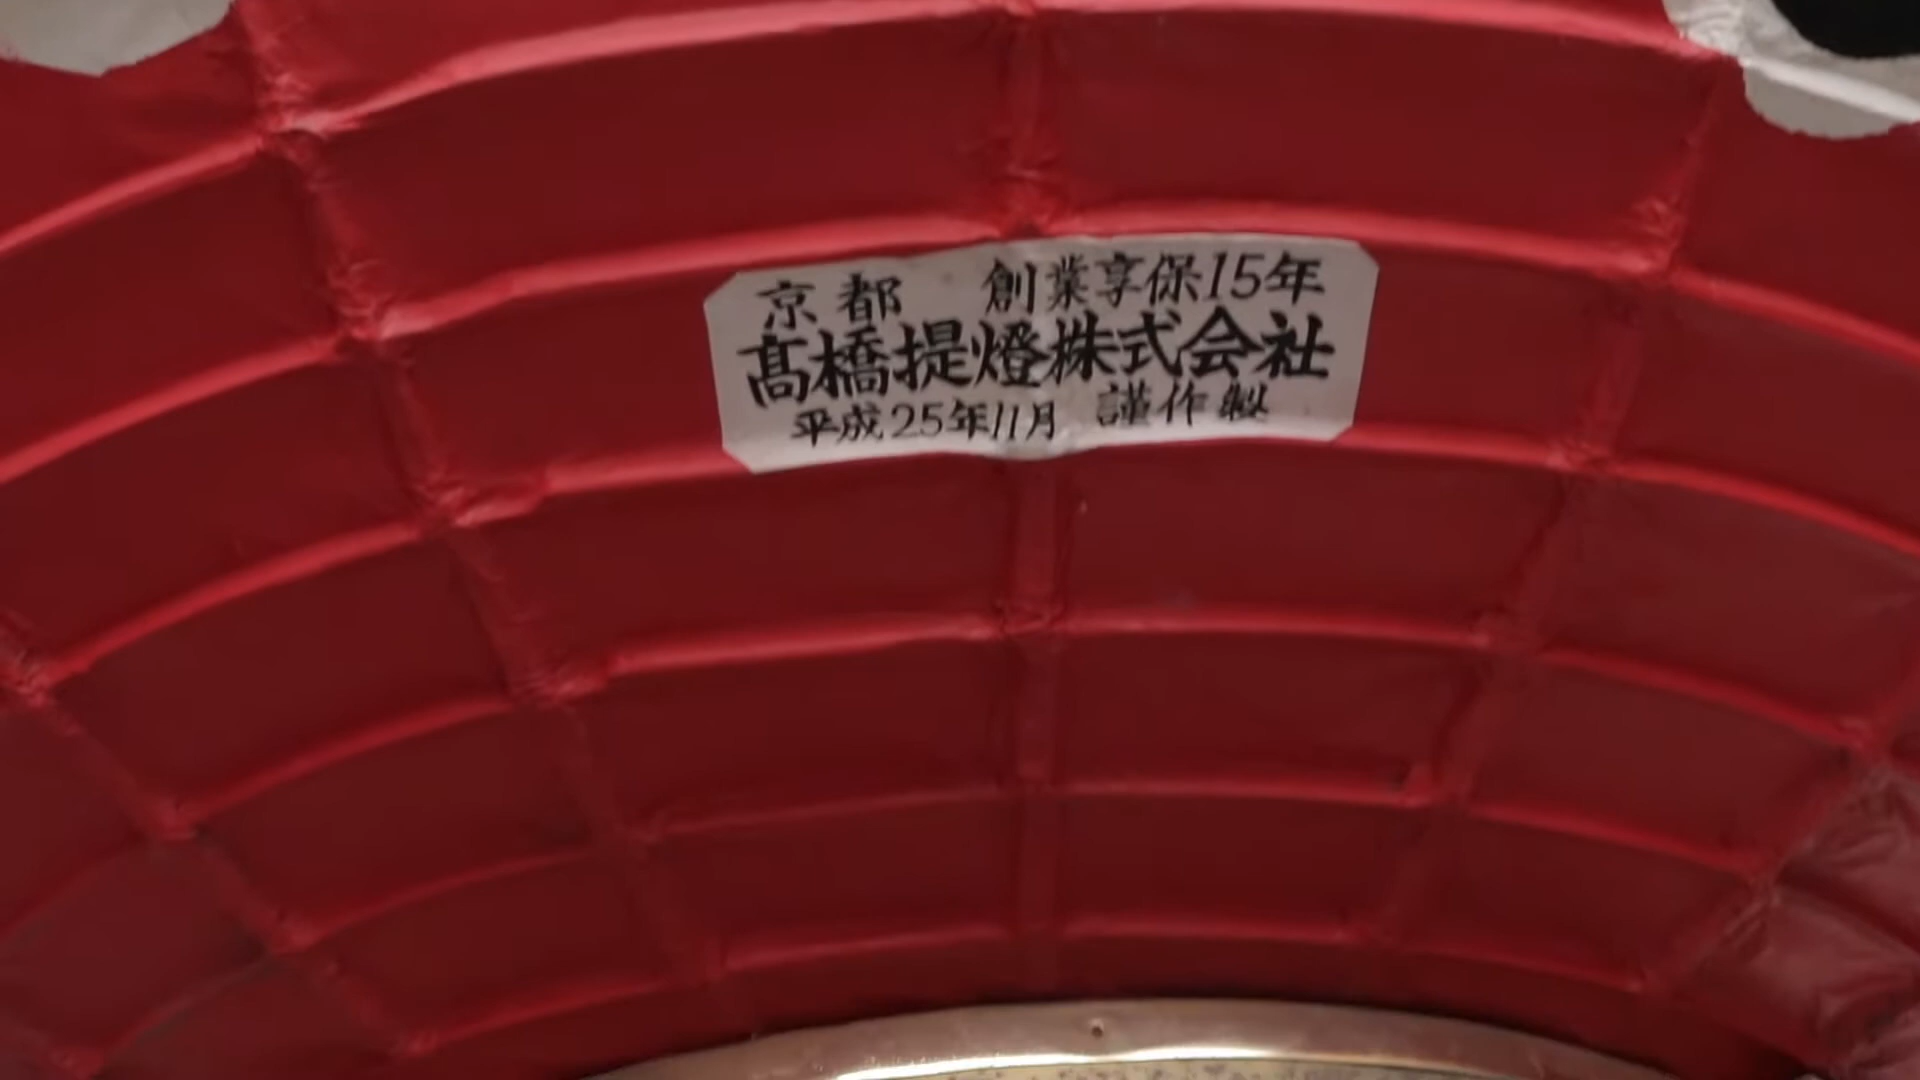 京都 創業享保15年
髙橋提燈株式会社
平成25年11月 謹作製